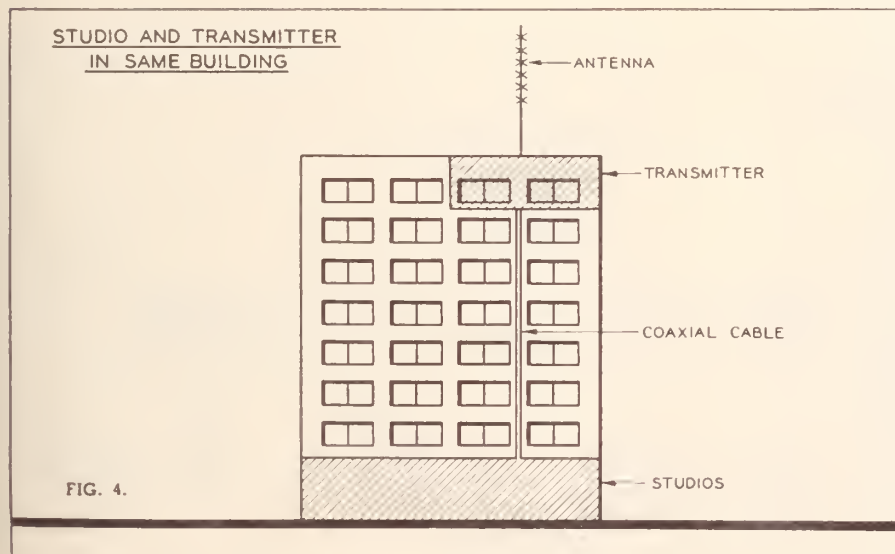 STUDIO AND TRANSMITTER
IN SAME BUILDING
ANTENNA
TRANSMITTER
COAXIAL CABLE
STUDIOS
FIG. 4.